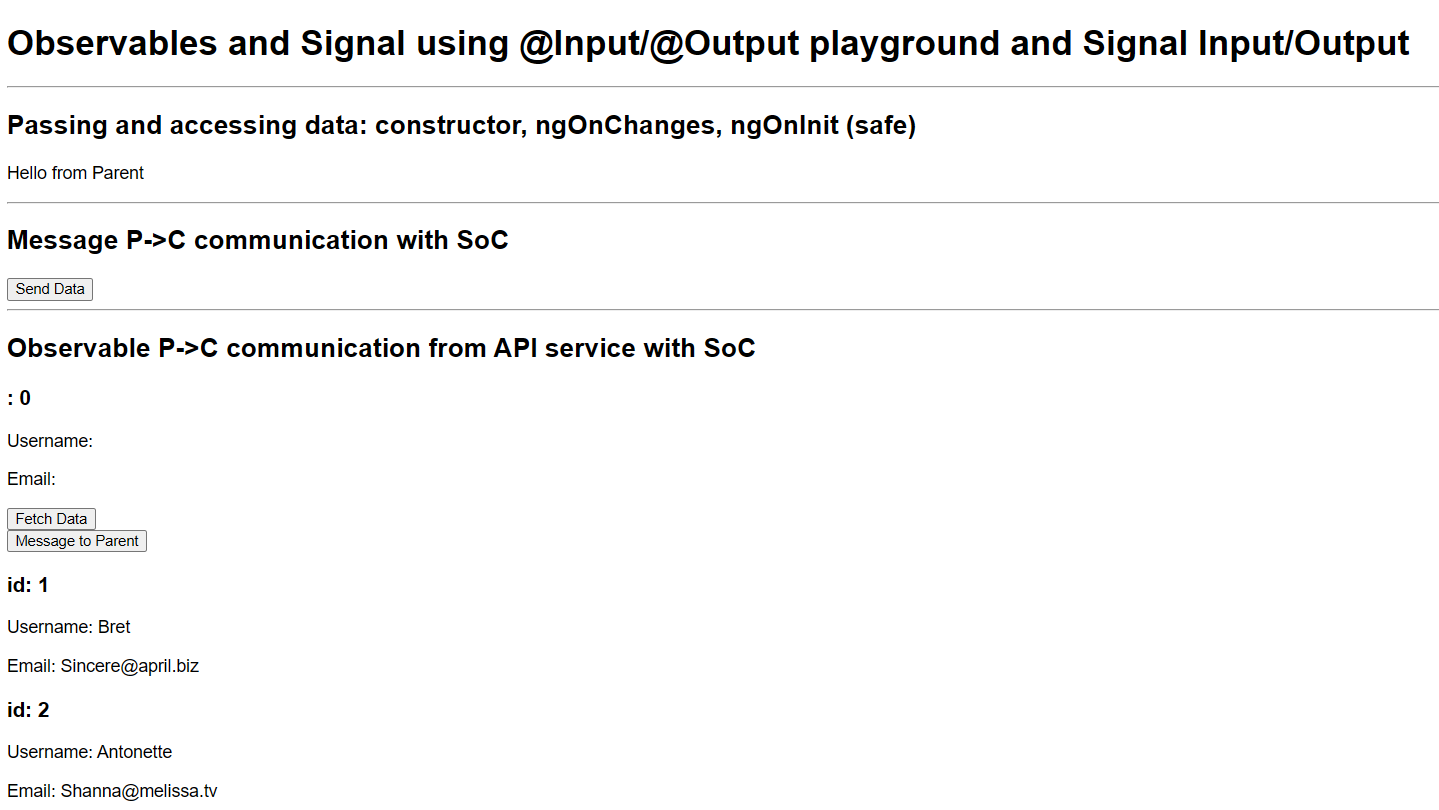 Observables and Signal using @Input/@Output playground and Signal Input/Output
Passing and accessing data: constructor, ngOnChanges, ngOnInit (safe)
Hello from Parent
Message P->C communication with SoC
Send Data
Observable P->C communication from API service with SoC
: 0
Username:
Email:
Fetch Data
Message to Parent
id: 1
Username: Bret
Email: Sincere@april.biz
id: 2
Username: Antonette
Email: Shanna@melissa.tv